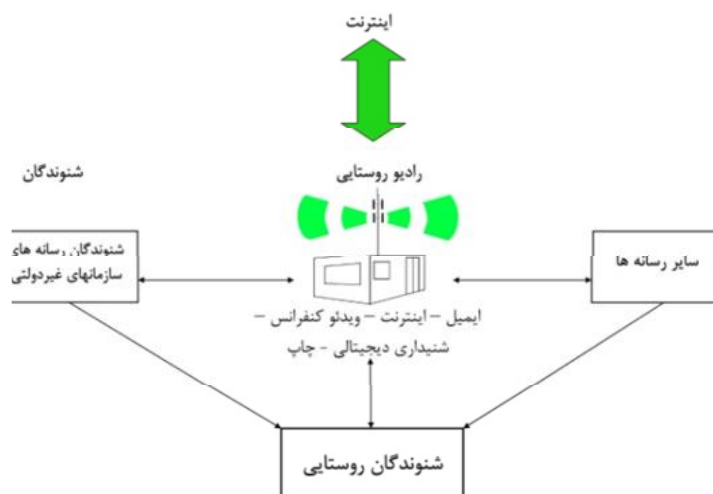 اینترنت
رادیو روستایی
شنوندگان
شنوندگان رسانه های
سازمانهای غیردولتی
سایر رسانه ها
ایمیل – اینترنت – ویدئو کنفرانس –
شنیداری دیجیتالی - چاپ
شنوندگان روستایی